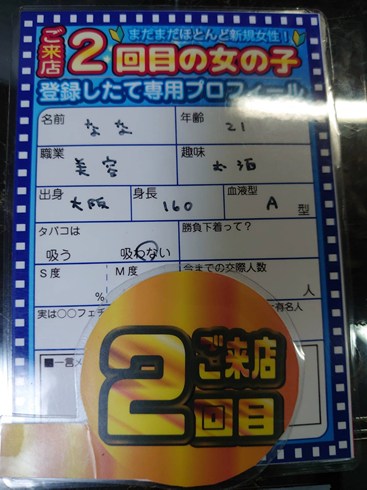 まだまだほとんど新規女性！
ご来店2回目の女の子
登録したて専用プロフィール
名前 なな 年齢 21
職業 美容 趣味 お酒
出身 大阪 身長 160 血液型 A 型
タバコは 勝負下着って？
吸う 吸わない
S度 M度 今までの交際人数
% 人
実は〇〇フェチ 有名人
■一言メ
2 ご来店
回目